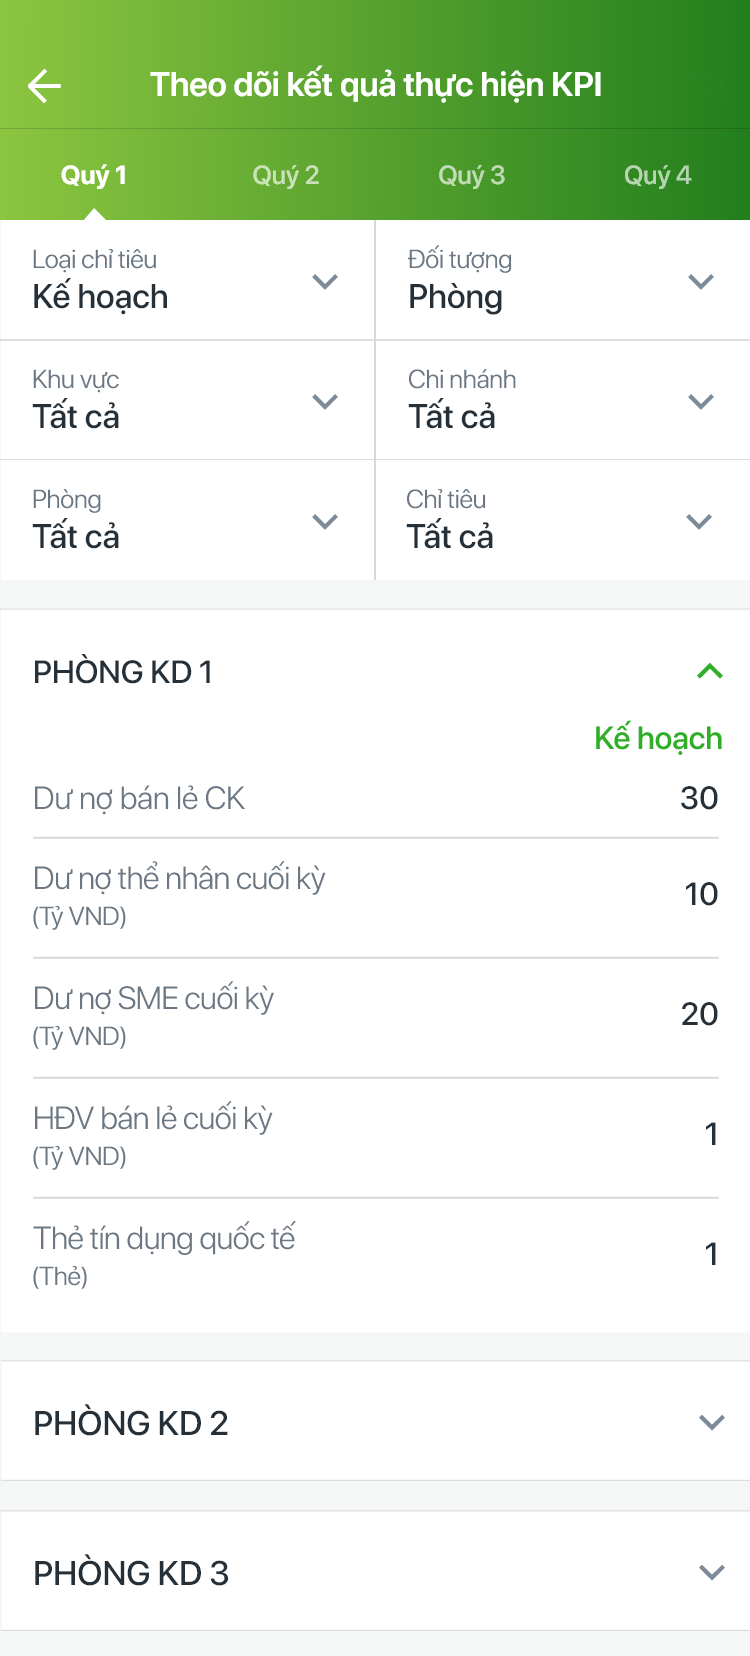 Theo dõi kết quả thực hiện KPI
Quý 1 Quý 2 Quý 3 Quý 4
Loại chỉ tiêu Đối tượng
Kế hoạch Phòng
Khu vực Chi nhánh
Tất cả Tất cả
Phòng Chỉ tiêu
Tất cả Tất cả
PHÒNG KD 1
Kế hoạch
Dư nợ bán lẻ CK 30
Dư nợ thể nhân cuối kỳ 10
(Tỷ VND)
Dư nợ SME cuối kỳ 20
(Tỷ VND)
HĐV bán lẻ cuối kỳ 1
(Tỷ VND)
Thẻ tín dụng quốc tế 1
(Thẻ)
PHÒNG KD 2
PHÒNG KD 3